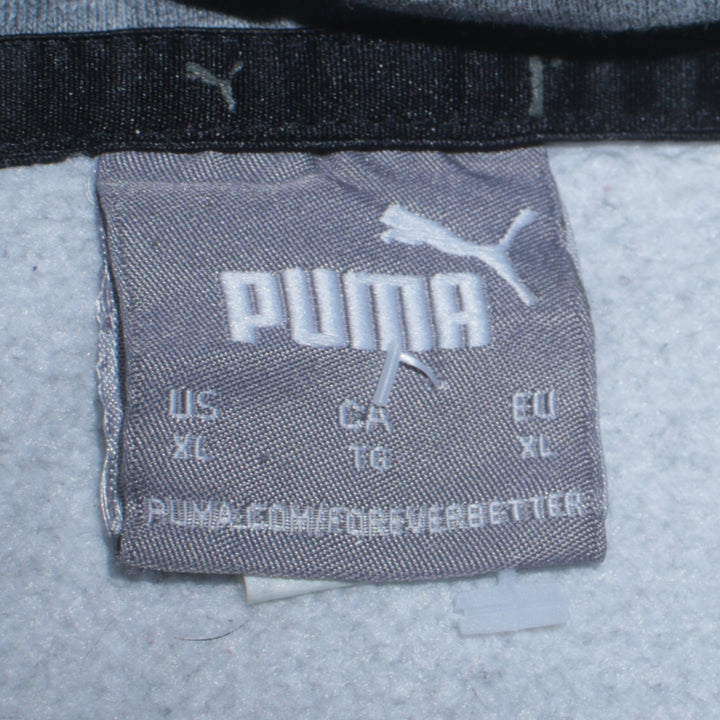 PUMA
US CA EU
XL TG XL
PUMA.COM/FOREVERBETTER